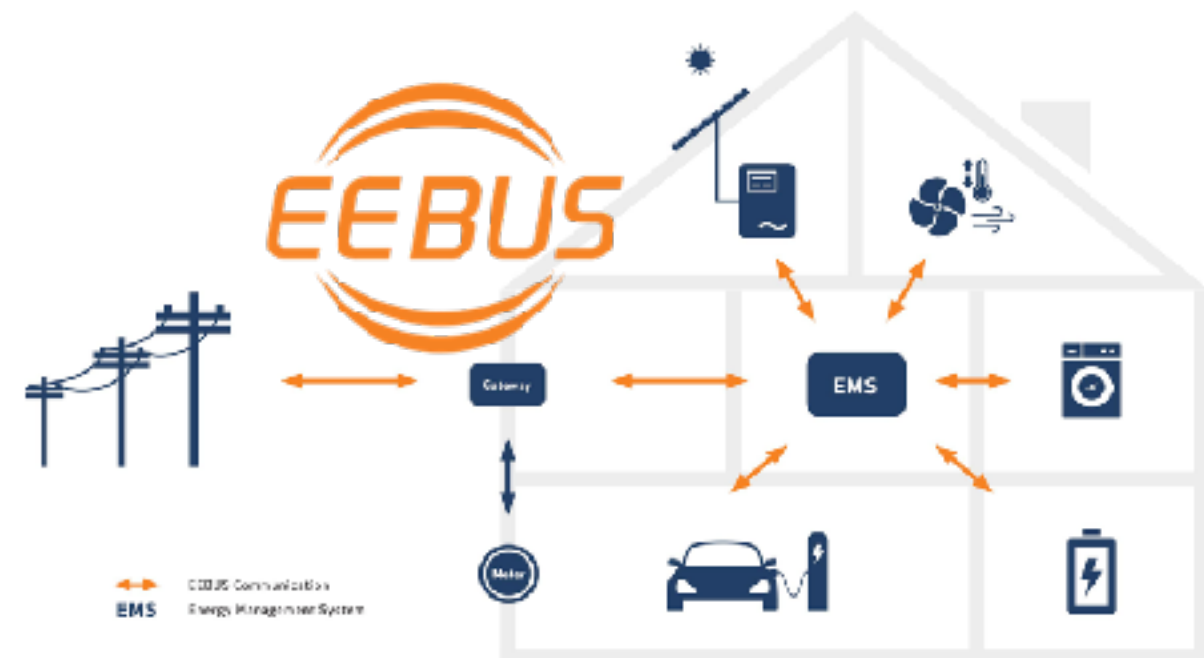 EEBUS
Gateway
EMS
Meter
EEBUS Communication
EMS Energy Management System